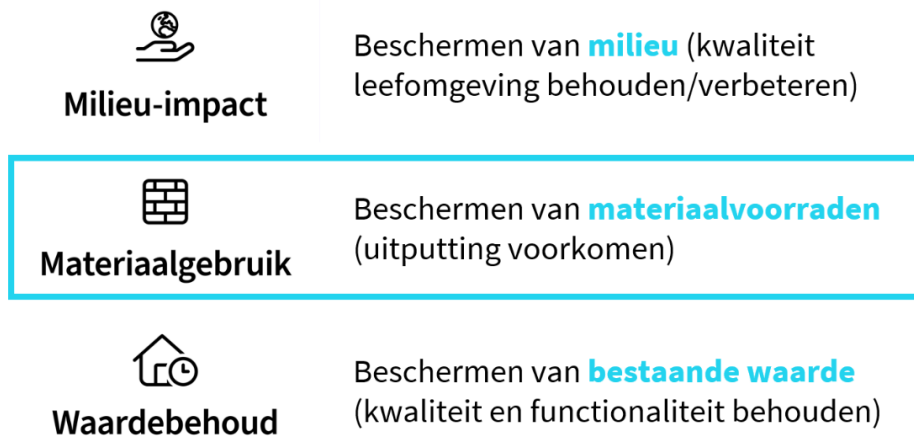 Milieu-impact
Beschermen van milieu (kwaliteit
leefomgeving behouden/verbeteren)
Materiaalgebruik
Beschermen van materiaalvoorraden
(uitputting voorkomen)
Waardebehoud
Beschermen van bestaande waarde
(kwaliteit en functionaliteit behouden)